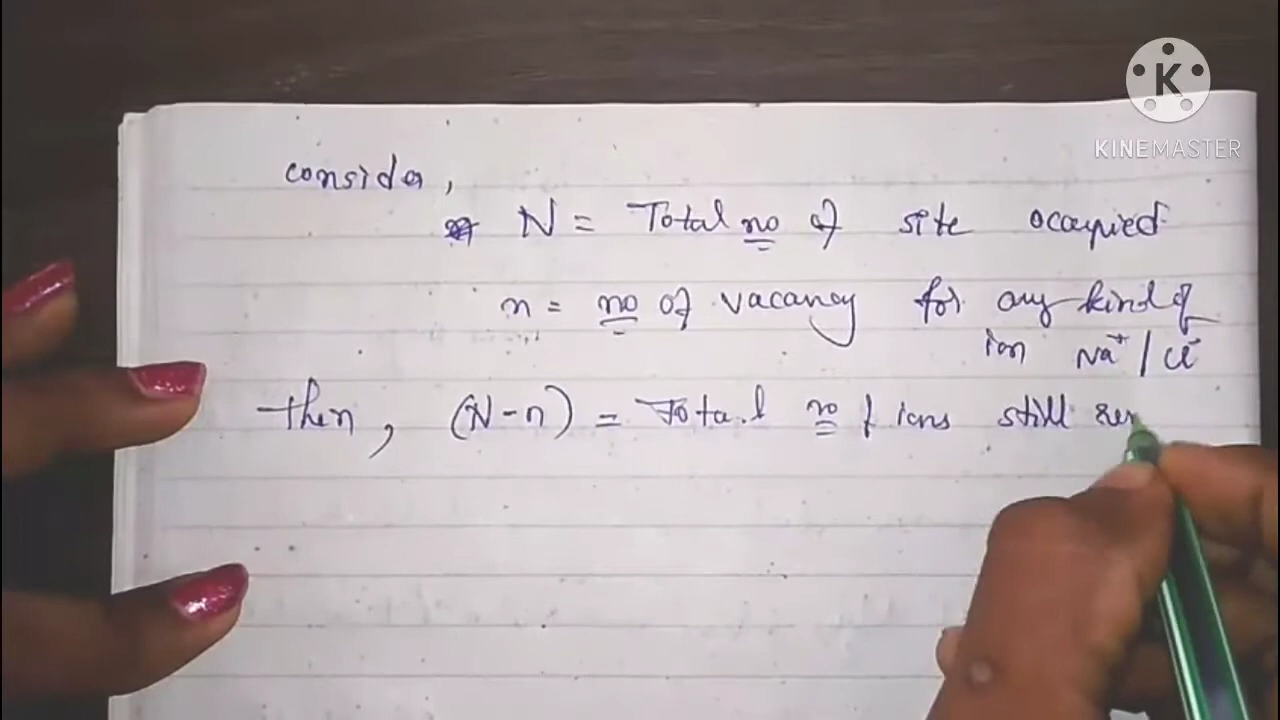 K
KINEMASTER
consider,
N = Total no of site occupied
n = no of vacancy for any kind of
ion Na⁺ / Cl⁻
then, (N-n) = Total no of ions still rem